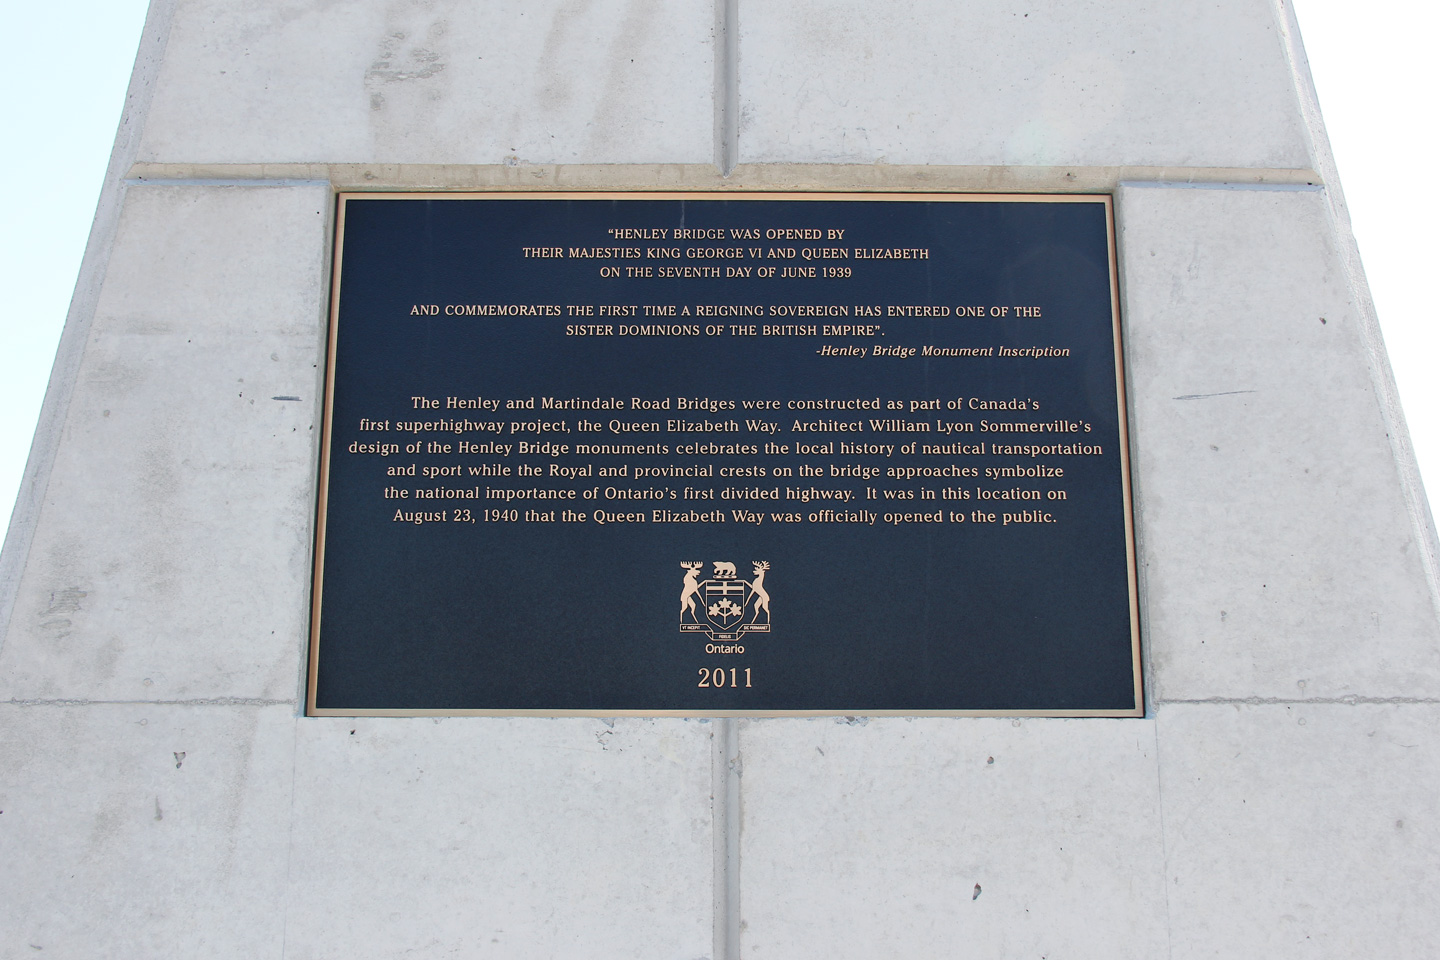 “HENLEY BRIDGE WAS OPENED BY
THEIR MAJESTIES KING GEORGE VI AND QUEEN ELIZABETH
ON THE SEVENTH DAY OF JUNE 1939
AND COMMEMORATES THE FIRST TIME A REIGNING SOVEREIGN HAS ENTERED ONE OF THE
SISTER DOMINIONS OF THE BRITISH EMPIRE”.
-Henley Bridge Monument Inscription
The Henley and Martindale Road Bridges were constructed as part of Canada’s
first superhighway project, the Queen Elizabeth Way. Architect William Lyon Sommerville’s
design of the Henley Bridge monuments celebrates the local history of nautical transportation
and sport while the Royal and provincial crests on the bridge approaches symbolize
the national importance of Ontario’s first divided highway. It was in this location on
August 23, 1940 that the Queen Elizabeth Way was officially opened to the public.
VT INCEPIT FIDELIS SIC PERMANET
Ontario
2011